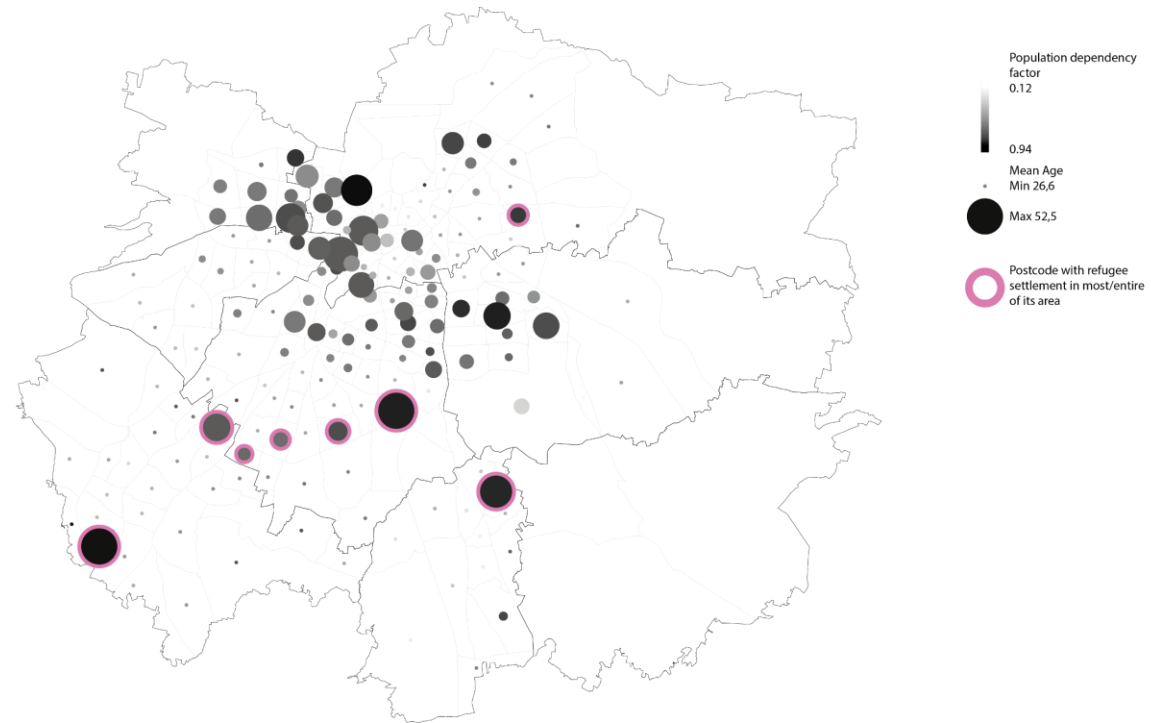 Population dependency
factor
0.12
0.94
Mean Age
Min 26,6
Max 52,5
Postcode with refugee
settlement in most/entire
of its area